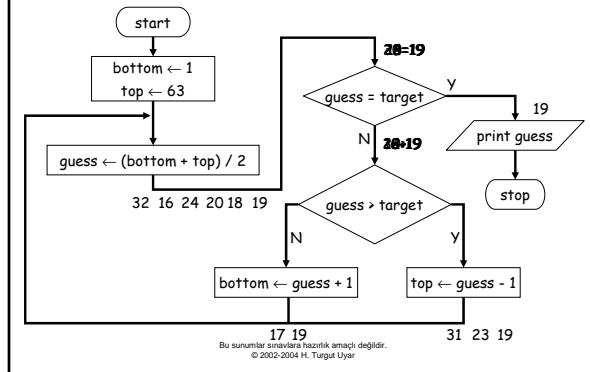 start
bottom ← 1
top ← 63
guess ← (bottom + top) / 2
32 16 24 20 18 19
guess = target
Y
N
19
print guess
stop
guess > target
N
Y
bottom ← guess + 1
top ← guess - 1
17 19
31 23 19
Bu sunumlar sınavlara hazırlık amaçlı değildir.
© 2002-2004 H. Turgut Uyar